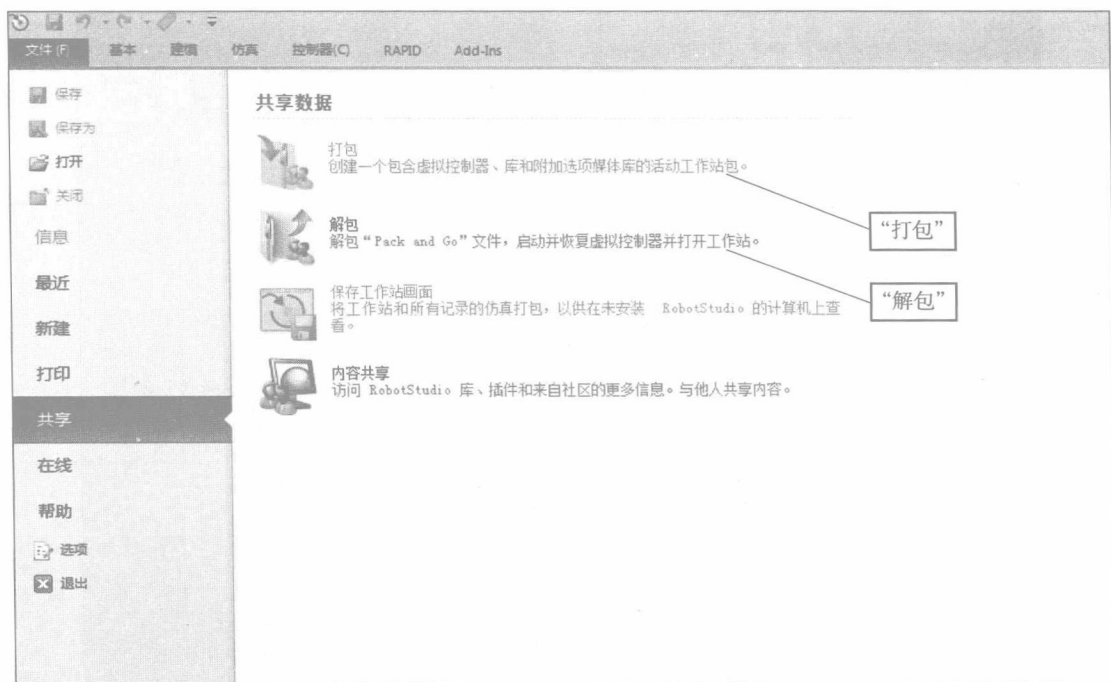 文件(F) 基本 建模 仿真 控制器(C) RAPID Add-Ins
保存
保存为
打开
关闭
信息
最近
新建
打印
共享
在线
帮助
选项
退出
共享数据
打包
创建一个包含虚拟控制器、库和附加选项媒体库的活动工作站包。
解包
解包“Pack and Go”文件，启动并恢复虚拟控制器并打开工作站。
保存工作站画面
将工作站和所有记录的仿真打包，以供在未安装 RobotStudio 的计算机上查
看。
内容共享
访问 RobotStudio 库、插件和来自社区的更多信息。与他人共享内容。
“打包”
“解包”